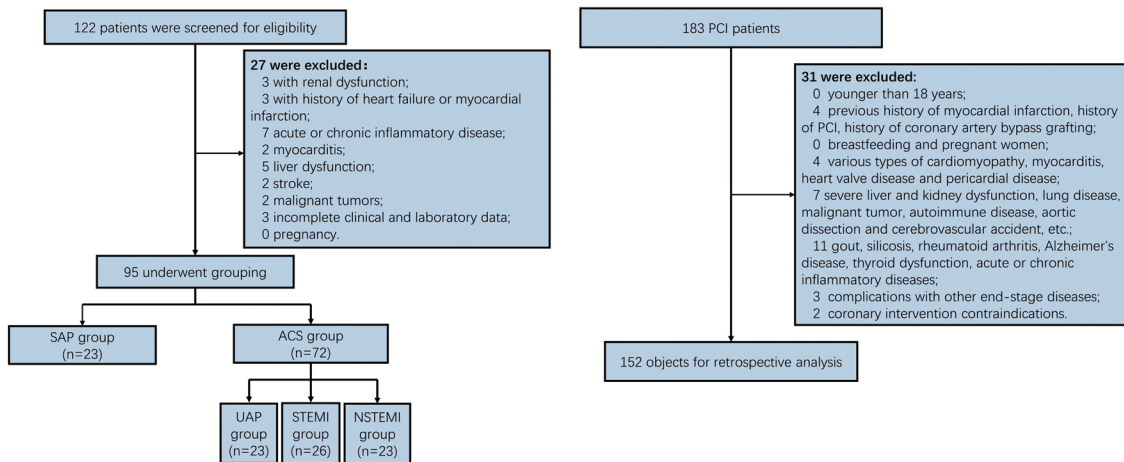 122 patients were screened for eligibility
27 were excluded：
3 with renal dysfunction;
3 with history of heart failure or myocardial
infarction;
7 acute or chronic inflammatory disease;
2 myocarditis;
5 liver dysfunction;
2 stroke;
2 malignant tumors;
3 incomplete clinical and laboratory data;
0 pregnancy.
95 underwent grouping
SAP group
(n=23)
ACS group
(n=72)
UAP
group
(n=23)
STEMI
group
(n=26)
NSTEMI
group
(n=23)
183 PCI patients
31 were excluded:
0 younger than 18 years;
4 previous history of myocardial infarction, history
of PCI, history of coronary artery bypass grafting;
0 breastfeeding and pregnant women;
4 various types of cardiomyopathy, myocarditis,
heart valve disease and pericardial disease;
7 severe liver and kidney dysfunction, lung disease,
malignant tumor, autoimmune disease, aortic
dissection and cerebrovascular accident, etc.;
11 gout, silicosis, rheumatoid arthritis, Alzheimer's
disease, thyroid dysfunction, acute or chronic
inflammatory diseases;
3 complications with other end-stage diseases;
2 coronary intervention contraindications.
152 objects for retrospective analysis